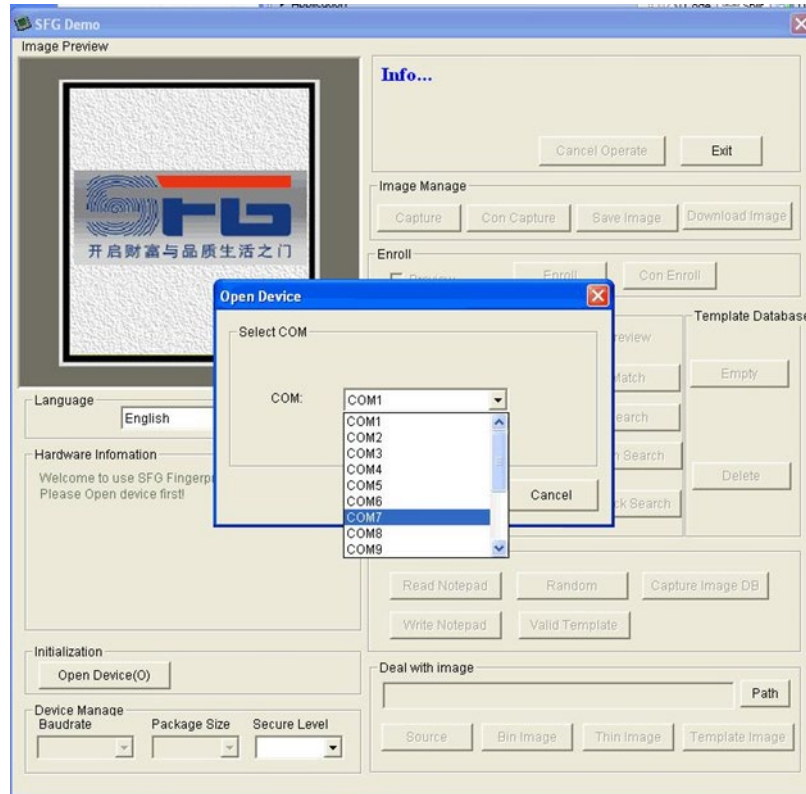 SFG Demo
Image Preview
SFG
开启财富与品质生活之门
Info...
Cancel Operate
Exit
Image Manage
Capture
Con Capture
Save Image
Download Image
Enroll
Preview
Enroll
Con Enroll
Template Database
Empty
Delete
Open Device
Select COM
COM:
COM1
COM1
COM2
COM3
COM4
COM5
COM6
COM7
COM8
COM9
Cancel
Language
English
Hardware Infomation
Welcome to use SFG Fingerp
Please Open device first!
Search
Read Notepad
Random
Capture Image DB
Write Notepad
Valid Template
Initialization
Open Device(O)
Deal with image
Path
Device Manage
Baudrate
Package Size
Secure Level
Source
Bin Image
Thin Image
Template Image